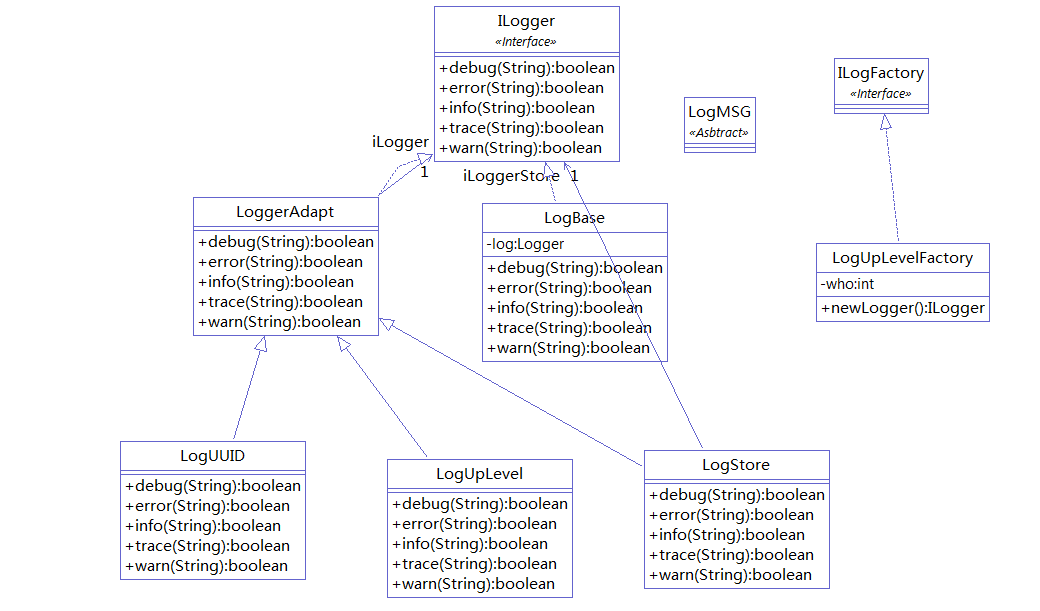 ILogger
«Interface»
+debug(String):boolean
+error(String):boolean
+info(String):boolean
+trace(String):boolean
+warn(String):boolean
ILogFactory
«Interface»
LogMSG
«Asbtract»
iLogger
1
iLoggerStore 1
LoggerAdapt
+debug(String):boolean
+error(String):boolean
+info(String):boolean
+trace(String):boolean
+warn(String):boolean
LogBase
-log:Logger
+debug(String):boolean
+error(String):boolean
+info(String):boolean
+trace(String):boolean
+warn(String):boolean
LogUpLevelFactory
-who:int
+newLogger():ILogger
LogUUID
+debug(String):boolean
+error(String):boolean
+info(String):boolean
+trace(String):boolean
+warn(String):boolean
LogUpLevel
+debug(String):boolean
+error(String):boolean
+info(String):boolean
+trace(String):boolean
+warn(String):boolean
LogStore
+debug(String):boolean
+error(String):boolean
+info(String):boolean
+trace(String):boolean
+warn(String):boolean